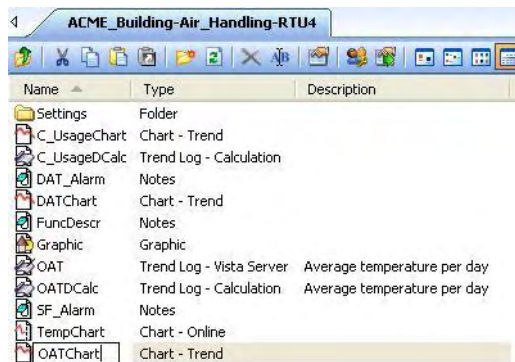 ACME_Building-Air_Handling-RTU4
Name Type Description
Settings Folder
C_UsageChart Chart - Trend
C_UsageDCalc Trend Log - Calculation
DAT_Alarm Notes
DATChart Chart - Trend
FuncDescr Notes
Graphic Graphic
OAT Trend Log - Vista Server Average temperature per day
OATDCalc Trend Log - Calculation Average temperature per day
SF_Alarm Notes
TempChart Chart - Online
OATChart Chart - Trend